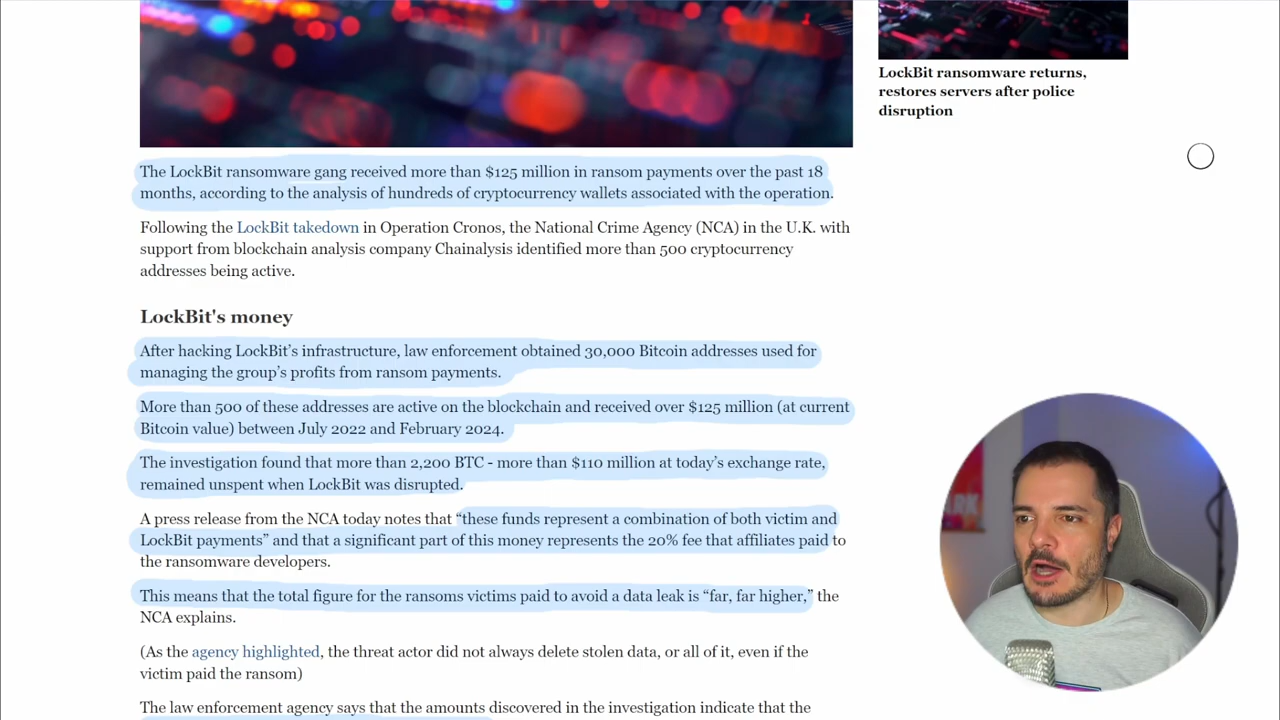 LockBit ransomware returns,
restores servers after police
disruption
The LockBit ransomware gang received more than $125 million in ransom payments over the past 18
months, according to the analysis of hundreds of cryptocurrency wallets associated with the operation.
Following the LockBit takedown in Operation Cronos, the National Crime Agency (NCA) in the U.K. with
support from blockchain analysis company Chainalysis identified more than 500 cryptocurrency
addresses being active.
LockBit's money
After hacking LockBit’s infrastructure, law enforcement obtained 30,000 Bitcoin addresses used for
managing the group’s profits from ransom payments.
More than 500 of these addresses are active on the blockchain and received over $125 million (at current
Bitcoin value) between July 2022 and February 2024.
The investigation found that more than 2,200 BTC - more than $110 million at today’s exchange rate,
remained unspent when LockBit was disrupted.
A press release from the NCA today notes that “these funds represent a combination of both victim and
LockBit payments” and that a significant part of this money represents the 20% fee that affiliates paid to
the ransomware developers.
This means that the total figure for the ransoms victims paid to avoid a data leak is “far, far higher,” the
NCA explains.
(As the agency highlighted, the threat actor did not always delete stolen data, or all of it, even if the
victim paid the ransom)
The law enforcement agency says that the amounts discovered in the investigation indicate that the